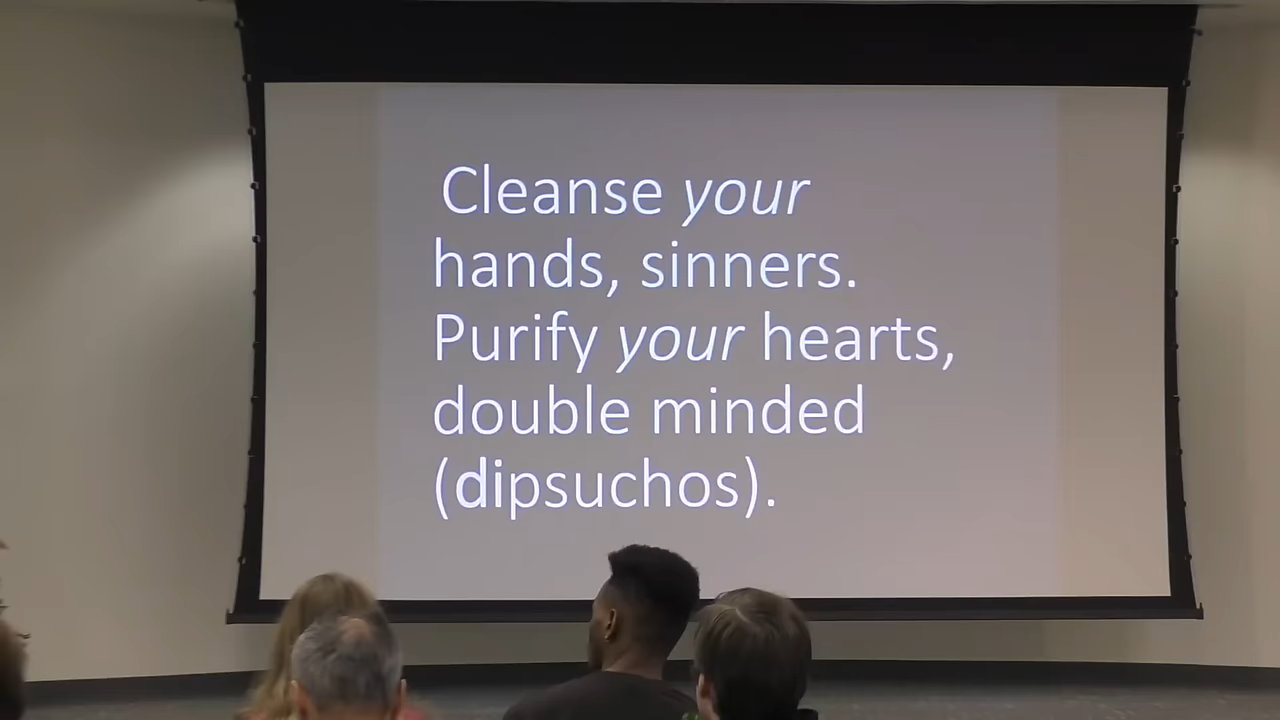 Cleanse your
hands, sinners.
Purify your hearts,
double minded
(dipsuchos).